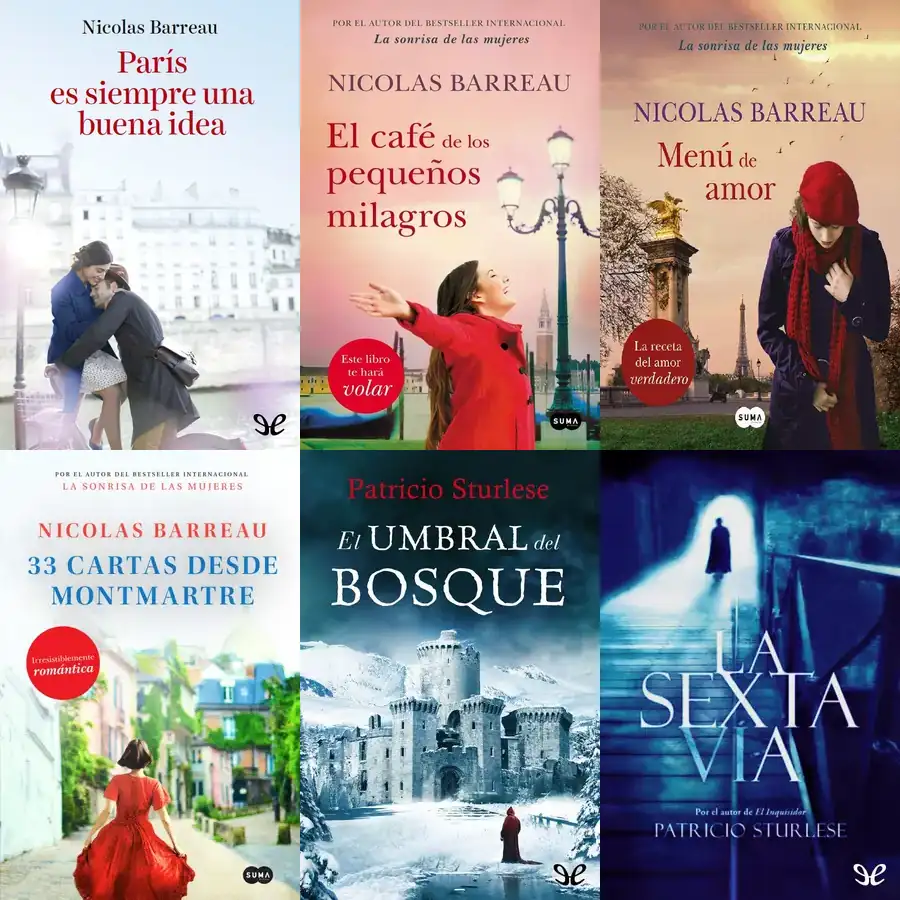 Nicolas Barreau
París
es siempre una
buena idea
POR EL AUTOR DEL BESTSELLER INTERNACIONAL
La sonrisa de las mujeres
NICOLAS BARREAU
El café de los
pequeños
milagros
Este libro
te hará
volar
SUMA
POR EL AUTOR DEL BESTSELLER INTERNACIONAL
La sonrisa de las mujeres
NICOLAS BARREAU
Menú de
amor
La receta
del amor
verdadero
SUMA
POR EL AUTOR DEL BESTSELLER INTERNACIONAL
LA SONRISA DE LAS MUJERES
NICOLAS BARREAU
33 CARTAS DESDE
MONTMARTRE
Irresistiblemente
romántica
SUMA
Patricio Sturlese
El UMBRAL del
BOSQUE
LA
SEXTA
VÍA
Por el autor de El Inquisidor
PATRICIO STURLESE